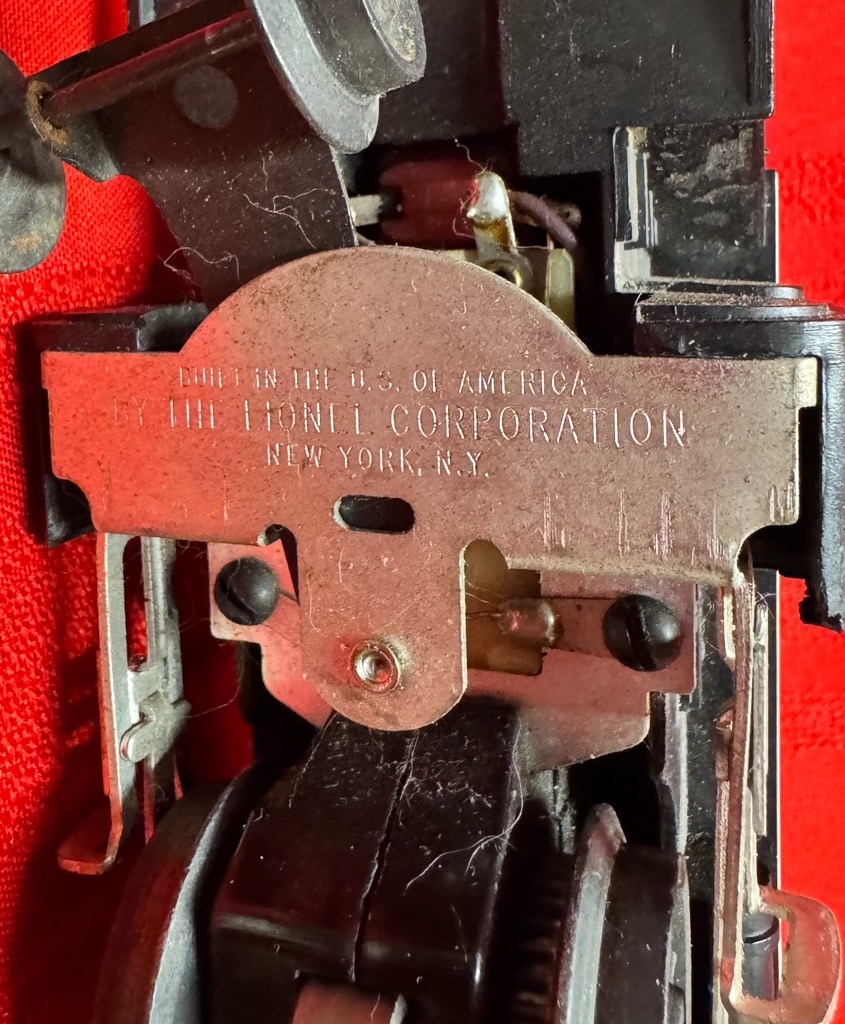 BUILT IN THE U.S. OF AMERICA
BY THE LIONEL CORPORATION
NEW YORK, N.Y.